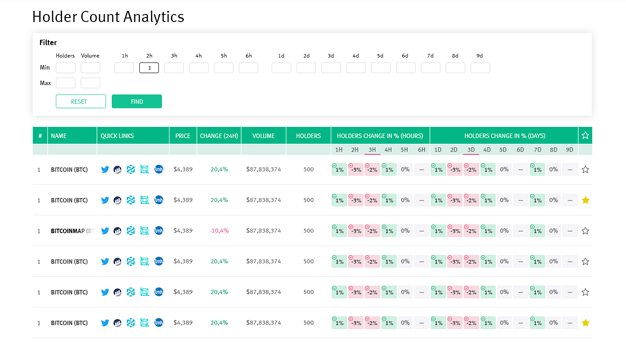 Holder Count Analytics
Filter
Holders Volume 1h 2h 3h 4h 5h 6h 1d 2d 3d 4d 5d 6d 7d 8d 9d
Min 1
Max
RESET FIND
# NAME QUICK LINKS PRICE CHANGE (24H) VOLUME HOLDERS HOLDERS CHANGE IN % (HOURS) HOLDERS CHANGE IN % (DAYS)
1H 2H 3H 4H 5H 6H 1D 2D 3D 4D 5D 6D 7D 8D 9D
1 BITCOIN (BTC) $4,389 20,4% $87,838,374 500 1% -3% -2% 1% 0% — 1% -3% -2% 1% 0% — 1% 0% —
1 BITCOIN (BTC) $4,389 20,4% $87,838,374 500 1% -3% -2% 1% 0% — 1% -3% -2% 1% 0% — 1% 0% —
1 BITCOINMAP $4,389 -10,4% $87,838,374 500 1% -3% -2% 1% 0% — 1% -3% -2% 1% 0% — 1% 0% —
1 BITCOIN (BTC) $4,389 20,4% $87,838,374 500 1% -3% -2% 1% 0% — 1% -3% -2% 1% 0% — 1% 0% —
1 BITCOIN (BTC) $4,389 20,4% $87,838,374 500 1% -3% -2% 1% 0% — 1% -3% -2% 1% 0% — 1% 0% —
1 BITCOIN (BTC) $4,389 20,4% $87,838,374 500 1% -3% -2% 1% 0% — 1% -3% -2% 1% 0% — 1% 0% —